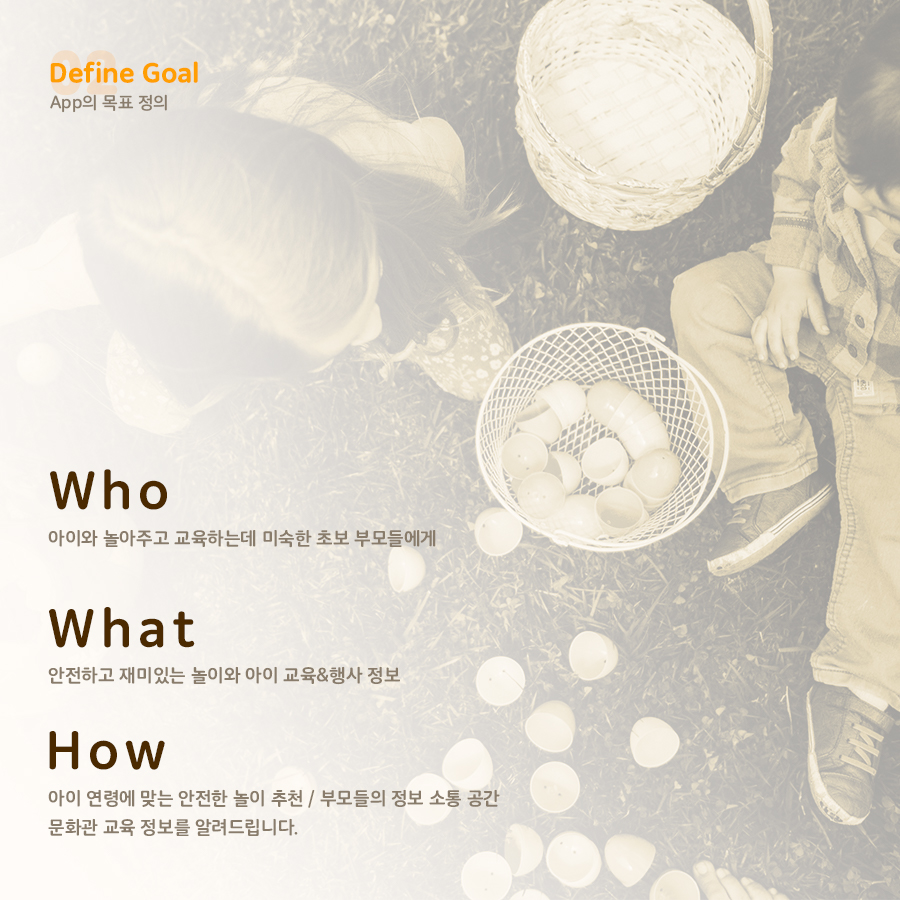 02
Define Goal
App의 목표 정의
Who
아이와 놀아주고 교육하는데 미숙한 초보 부모들에게
What
안전하고 재미있는 놀이와 아이 교육&행사 정보
How
아이 연령에 맞는 안전한 놀이 추천 / 부모들의 정보 소통 공간
문화관 교육 정보를 알려드립니다.